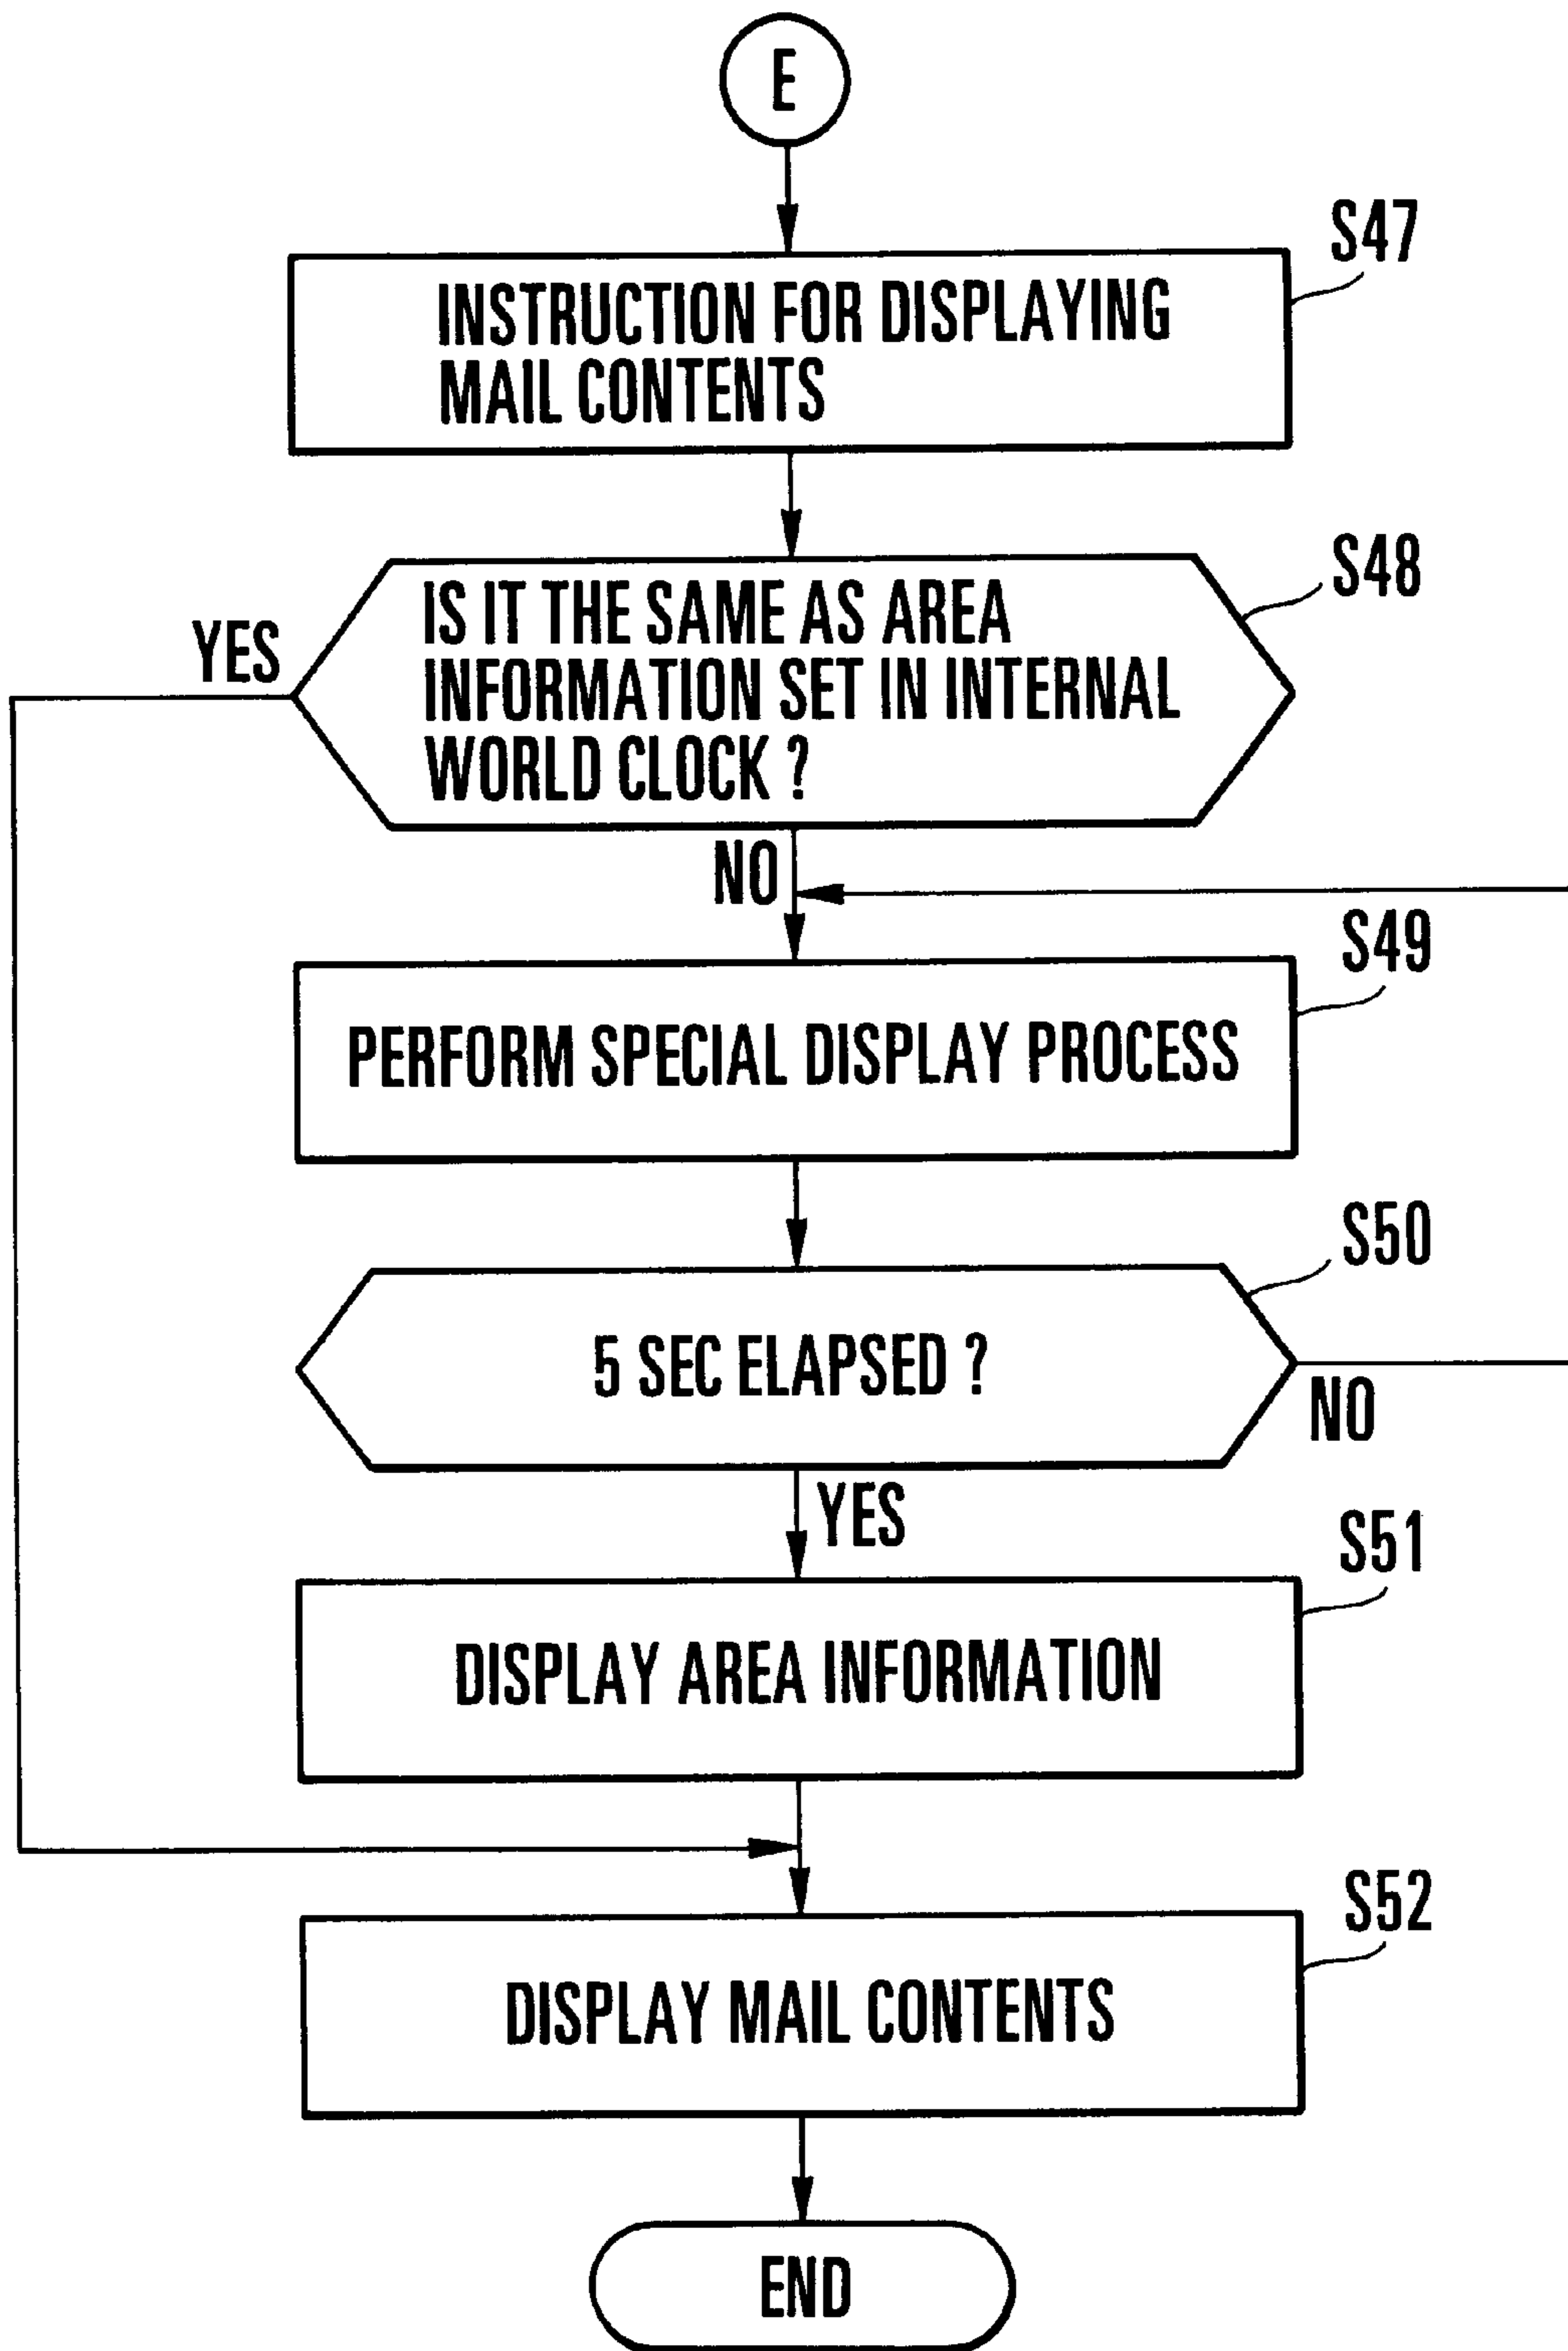 E
S47
INSTRUCTION FOR DISPLAYING
MAIL CONTENTS
S48
IS IT THE SAME AS AREA
INFORMATION SET IN INTERNAL
WORLD CLOCK ?
YES
NO
S49
PERFORM SPECIAL DISPLAY PROCESS
S50
5 SEC ELAPSED ?
NO
YES
S51
DISPLAY AREA INFORMATION
S52
DISPLAY MAIL CONTENTS
END